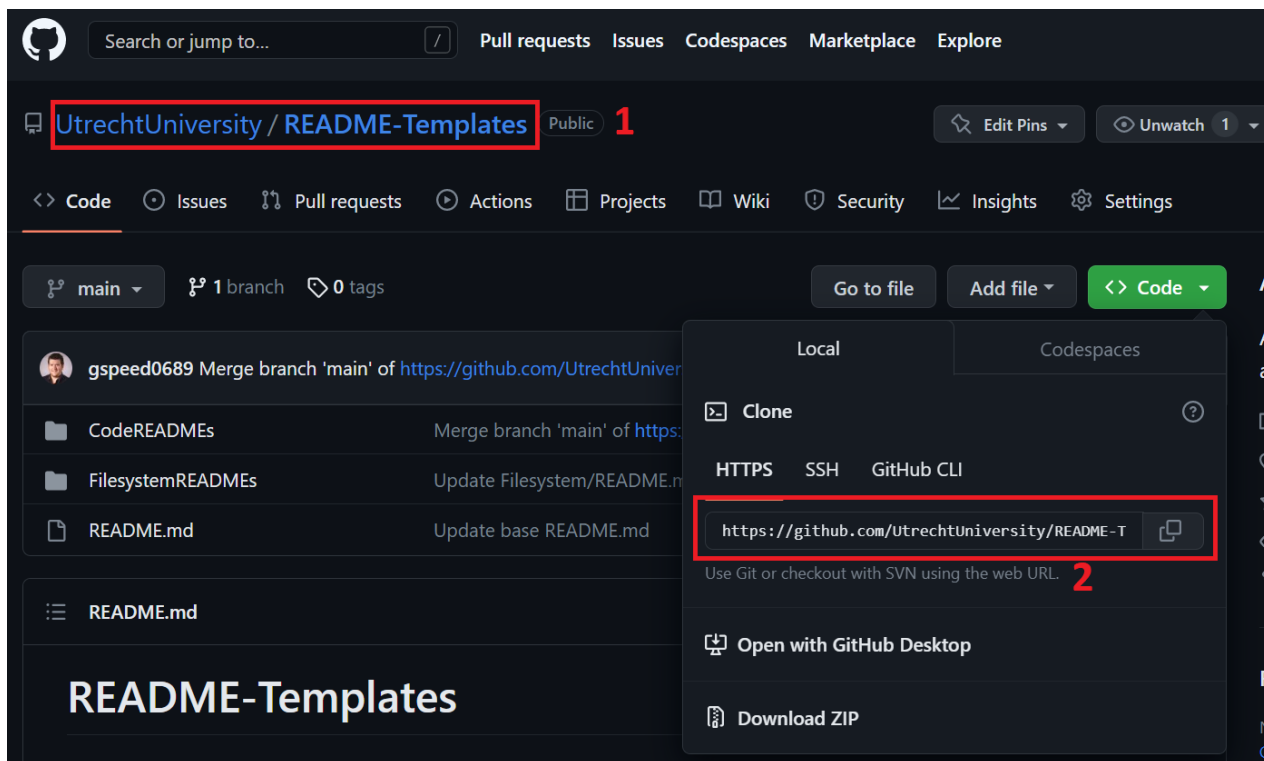 Search or jump to... / Pull requests Issues Codespaces Marketplace Explore
UtrechtUniversity / README-Templates Public 1 Edit Pins Unwatch 1
<> Code Issues Pull requests Actions Projects Wiki Security Insights Settings
main 1 branch 0 tags Go to file Add file <> Code
Local Codespaces
gspeed0689 Merge branch 'main' of https://github.com/UtrechtUniver
Clone ?
CodeREADMEs Merge branch 'main' of https:
HTTPS SSH GitHub CLI
FilesystemREADMEs Update Filesystem/README.m
https://github.com/UtrechtUniversity/README-T
README.md Update base README.md
Use Git or checkout with SVN using the web URL. 2
README.md
Open with GitHub Desktop
README-Templates
Download ZIP